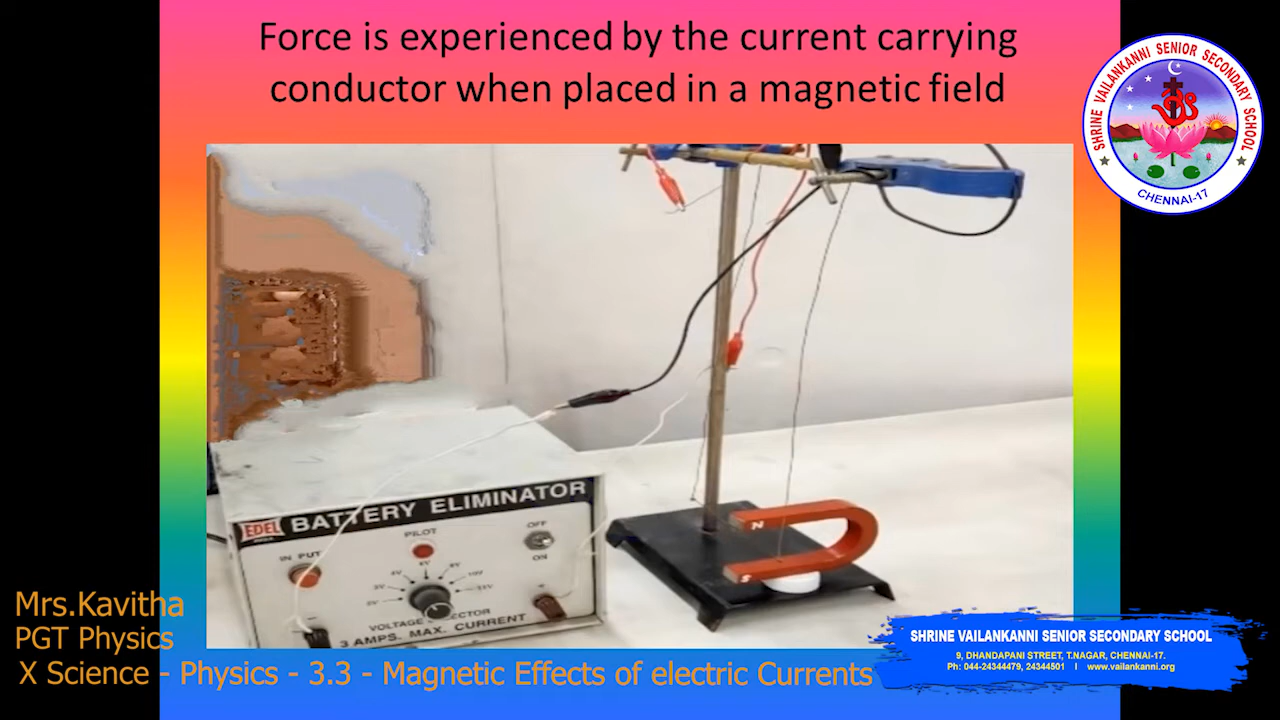 Force is experienced by the current carrying
conductor when placed in a magnetic field
SHRINE VAILANKANNI SENIOR SECONDARY SCHOOL
CHENNAI-17
EDEL BATTERY ELIMINATOR
IN PUT
PILOT
OFF
ON
3 AMPS. MAX. CURRENT
N
S
Mrs.Kavitha
PGT Physics
X Science - Physics - 3.3 - Magnetic Effects of electric Currents
SHRINE VAILANKANNI SENIOR SECONDARY SCHOOL
9, DHANDAPANI STREET, T.NAGAR, CHENNAI-17.
Ph: 044-24344479, 24344501 I www.vailankanni.org